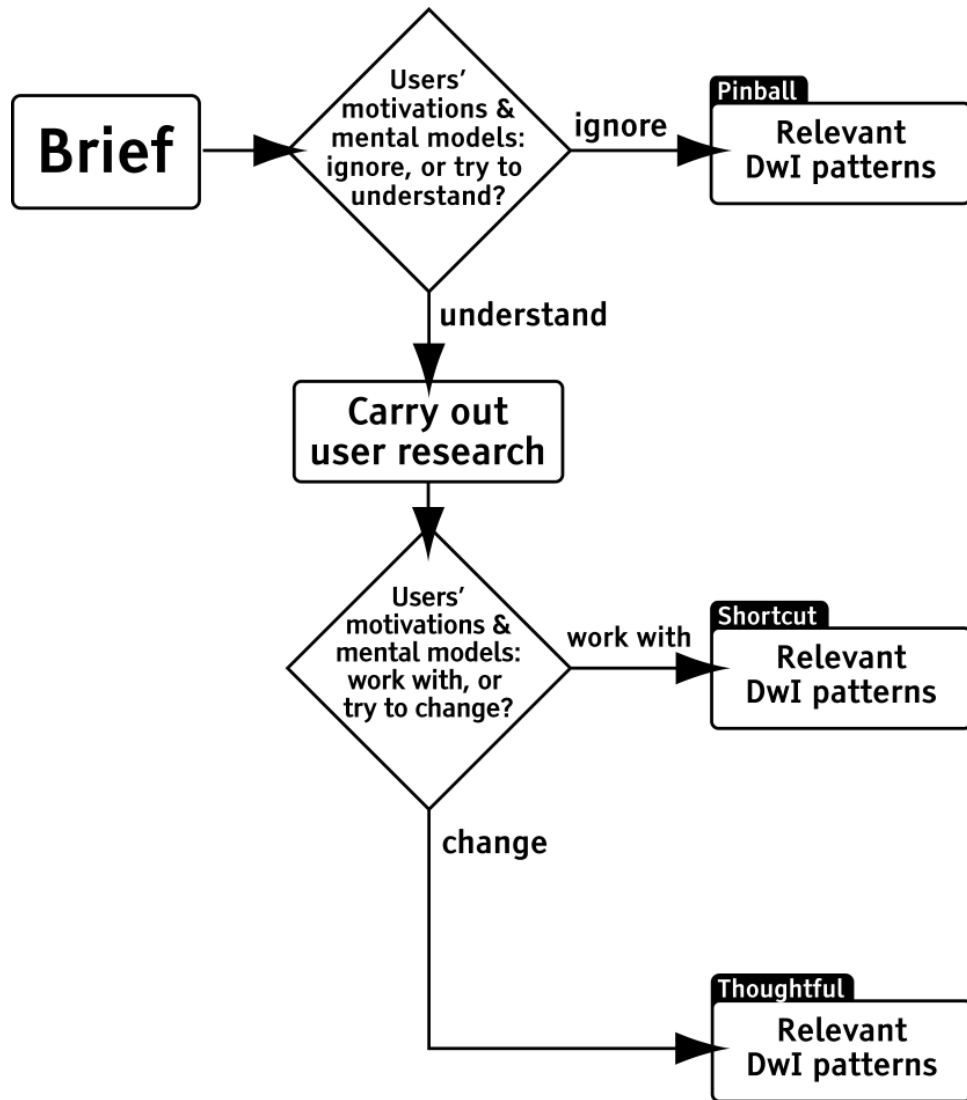 Brief
Users'
motivations &
mental models:
ignore, or try to
understand?
ignore
Pinball
Relevant
DwI patterns
understand
Carry out
user research
Users'
motivations &
mental models:
work with, or
try to change?
work with
Shortcut
Relevant
DwI patterns
change
Thoughtful
Relevant
DwI patterns